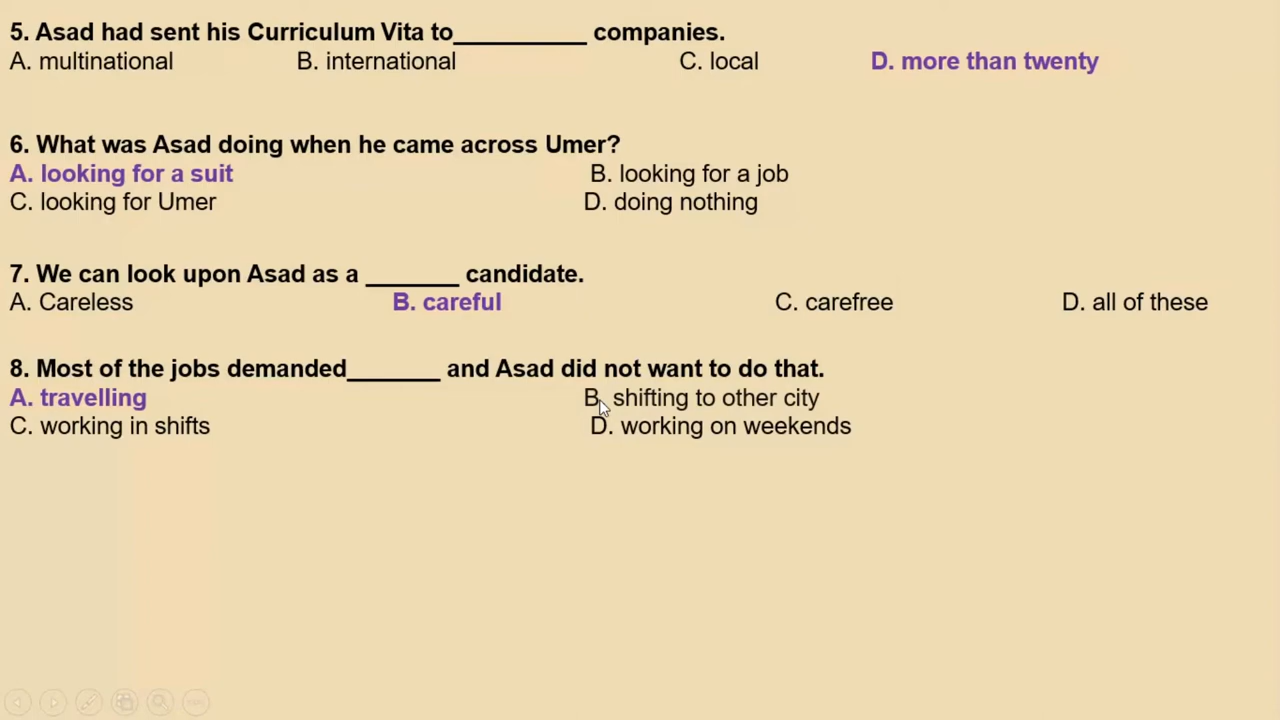 5. Asad had sent his Curriculum Vita to__________ companies.
A. multinational B. international C. local D. more than twenty
6. What was Asad doing when he came across Umer?
A. looking for a suit B. looking for a job
C. looking for Umer D. doing nothing
7. We can look upon Asad as a _______ candidate.
A. Careless B. careful C. carefree D. all of these
8. Most of the jobs demanded_______ and Asad did not want to do that.
A. travelling B. shifting to other city
C. working in shifts D. working on weekends